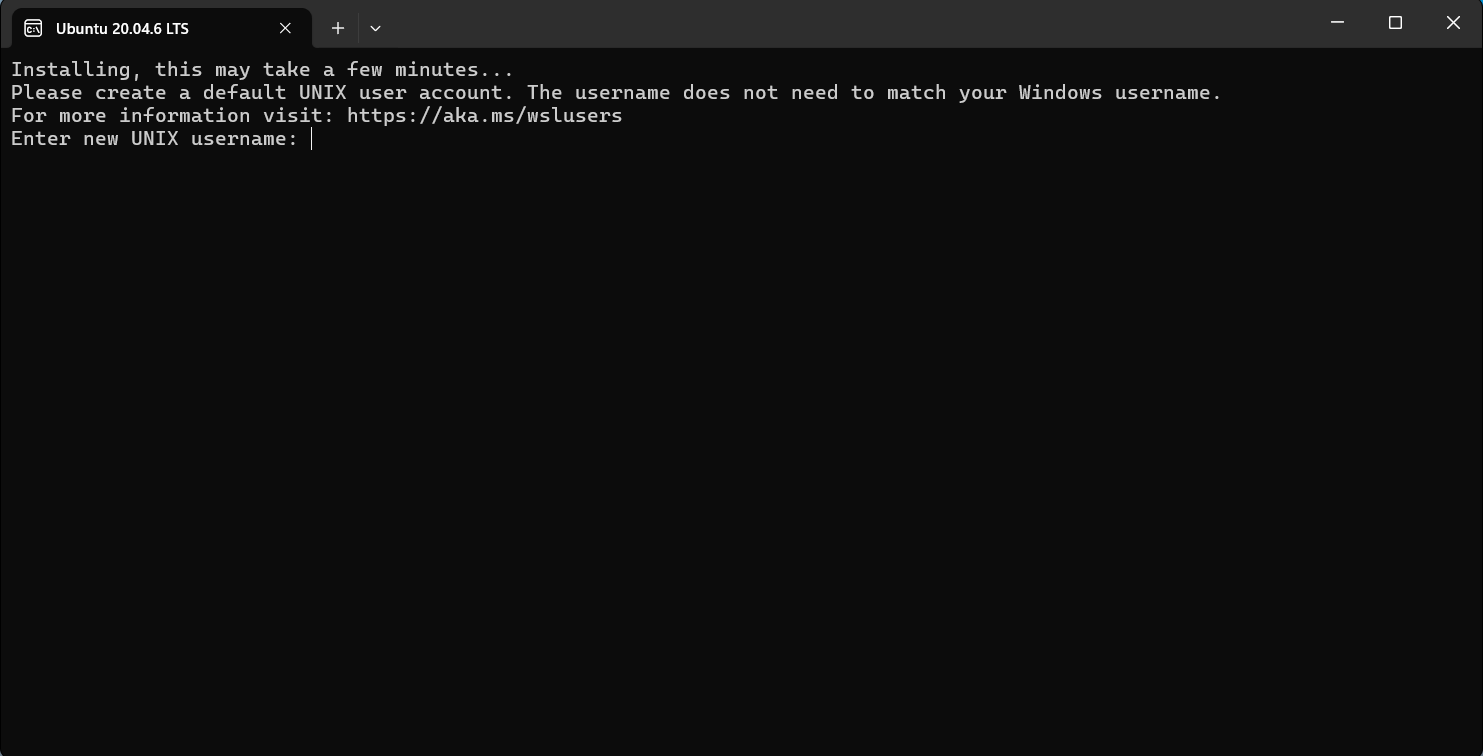 Ubuntu 20.04.6 LTS
Installing, this may take a few minutes...
Please create a default UNIX user account. The username does not need to match your Windows username.
For more information visit: https://aka.ms/wslusers
Enter new UNIX username: